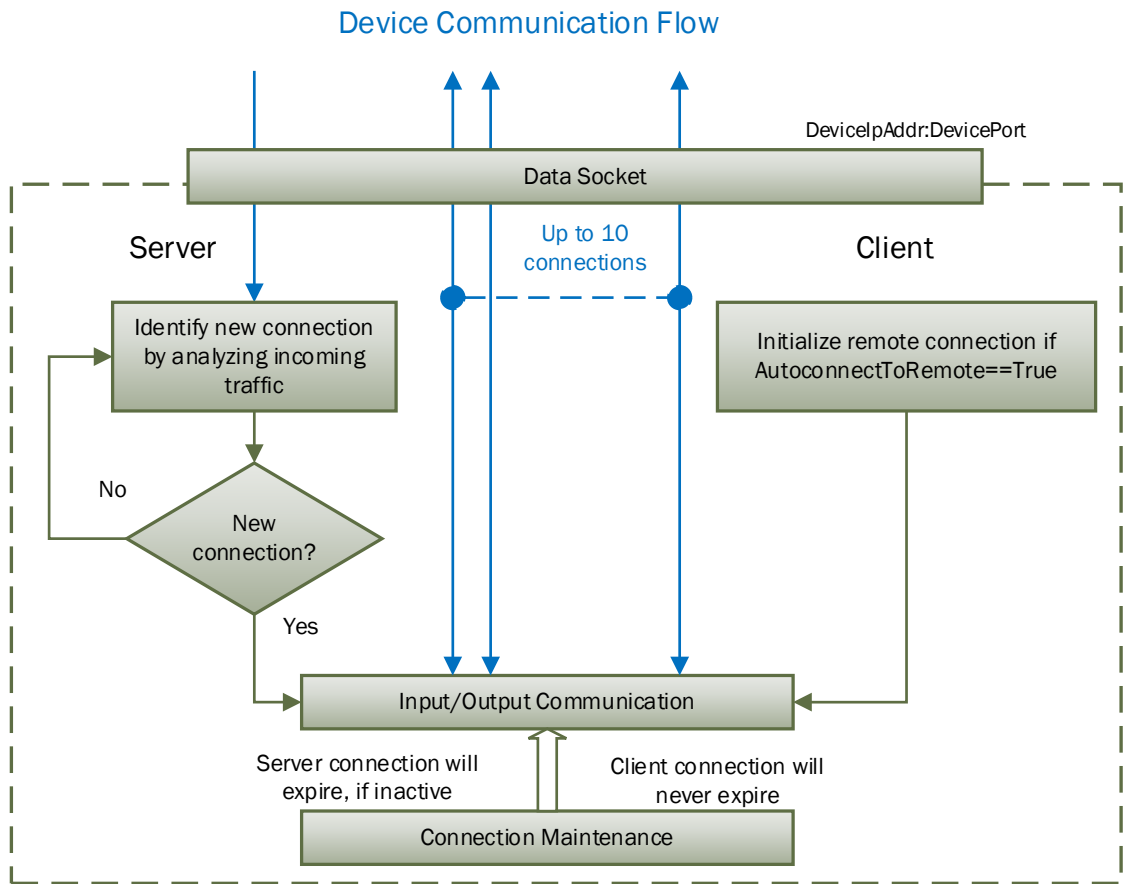 Device Communication Flow
DeviceIpAddr:DevicePort
Data Socket
Server
Up to 10
connections
Client
Identify new connection
by analyzing incoming
traffic
Initialize remote connection if
AutoconnectToRemote==True
No
New
connection?
Yes
Input/Output Communication
Server connection will
expire, if inactive
Client connection will
never expire
Connection Maintenance